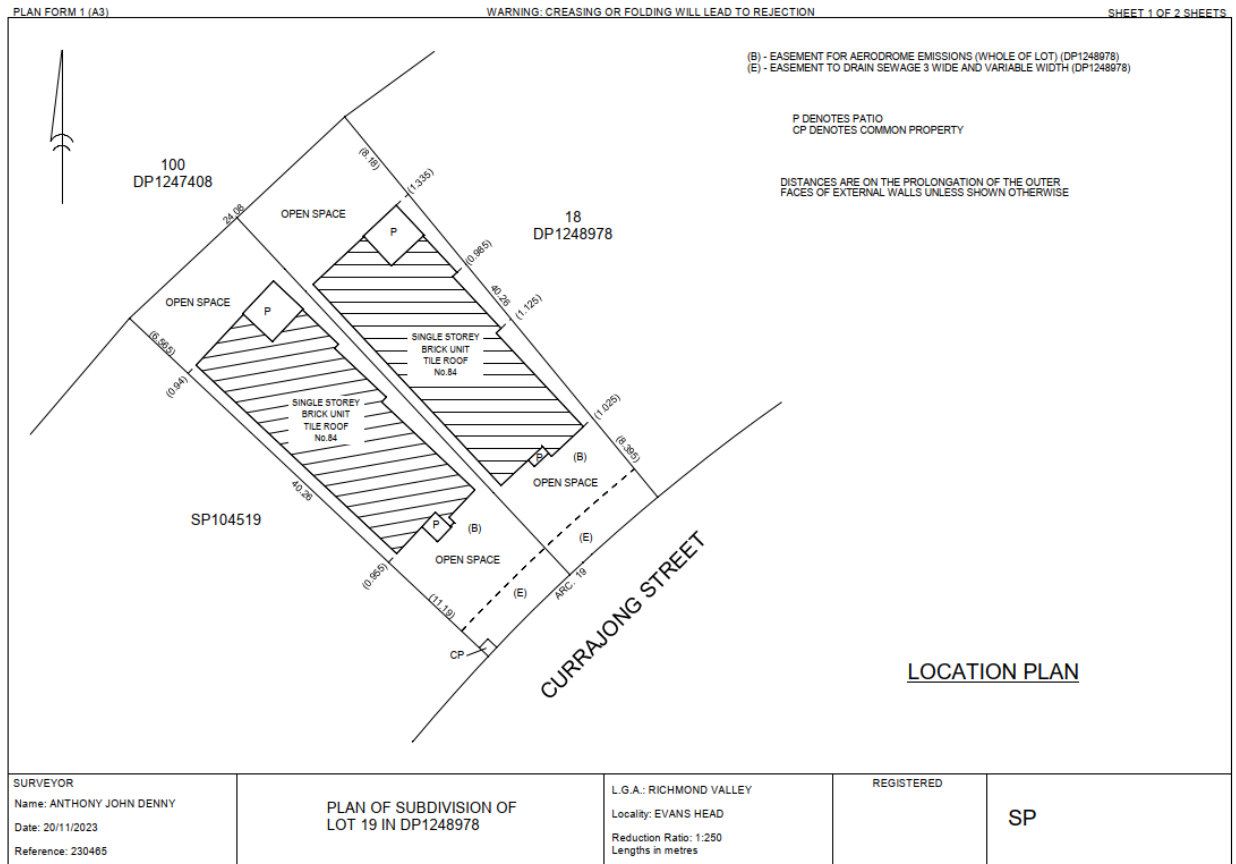 PLAN FORM 1 (A3)
WARNING: CREASING OR FOLDING WILL LEAD TO REJECTION
SHEET 1 OF 2 SHEETS
(B) - EASEMENT FOR AERODROME EMISSIONS (WHOLE OF LOT) (DP1248978)
(E) - EASEMENT TO DRAIN SEWAGE 3 WIDE AND VARIABLE WIDTH (DP1248978)
P DENOTES PATIO
CP DENOTES COMMON PROPERTY
DISTANCES ARE ON THE PROLONGATION OF THE OUTER
FACES OF EXTERNAL WALLS UNLESS SHOWN OTHERWISE
100
DP1247408
(8.18)
(1.335)
24.08
OPEN SPACE
18
DP1248978
P
(0.985)
40.26
(1.125)
OPEN SPACE
P
SINGLE STOREY
BRICK UNIT
TILE ROOF
No.84
(6.565)
(0.94)
SINGLE STOREY
BRICK UNIT
TILE ROOF
No.84
(1.025)
(8.395)
P
(B)
OPEN SPACE
40.26
SP104519
P
(B)
(E)
OPEN SPACE
(0.955)
(E)
ARC. 19
(11.19)
CP
CURRAJONG STREET
LOCATION PLAN
SURVEYOR
Name: ANTHONY JOHN DENNY
Date: 20/11/2023
Reference: 230465
PLAN OF SUBDIVISION OF
LOT 19 IN DP1248978
L.G.A.: RICHMOND VALLEY
Locality: EVANS HEAD
Reduction Ratio: 1:250
Lengths in metres
REGISTERED
SP